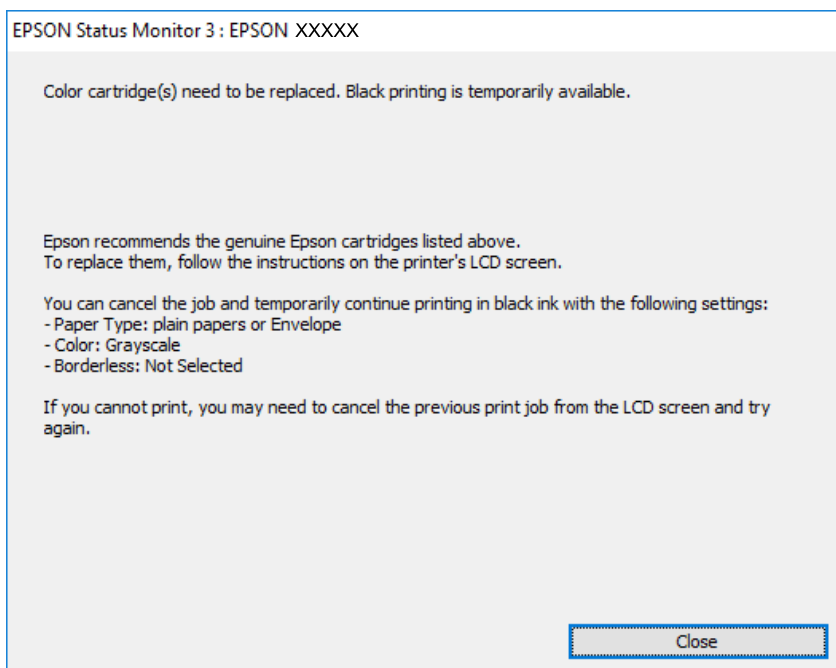 EPSON Status Monitor 3 : EPSON XXXXX
Color cartridge(s) need to be replaced. Black printing is temporarily available.
Epson recommends the genuine Epson cartridges listed above.
To replace them, follow the instructions on the printer's LCD screen.
You can cancel the job and temporarily continue printing in black ink with the following settings:
- Paper Type: plain papers or Envelope
- Color: Grayscale
- Borderless: Not Selected
If you cannot print, you may need to cancel the previous print job from the LCD screen and try
again.
Close